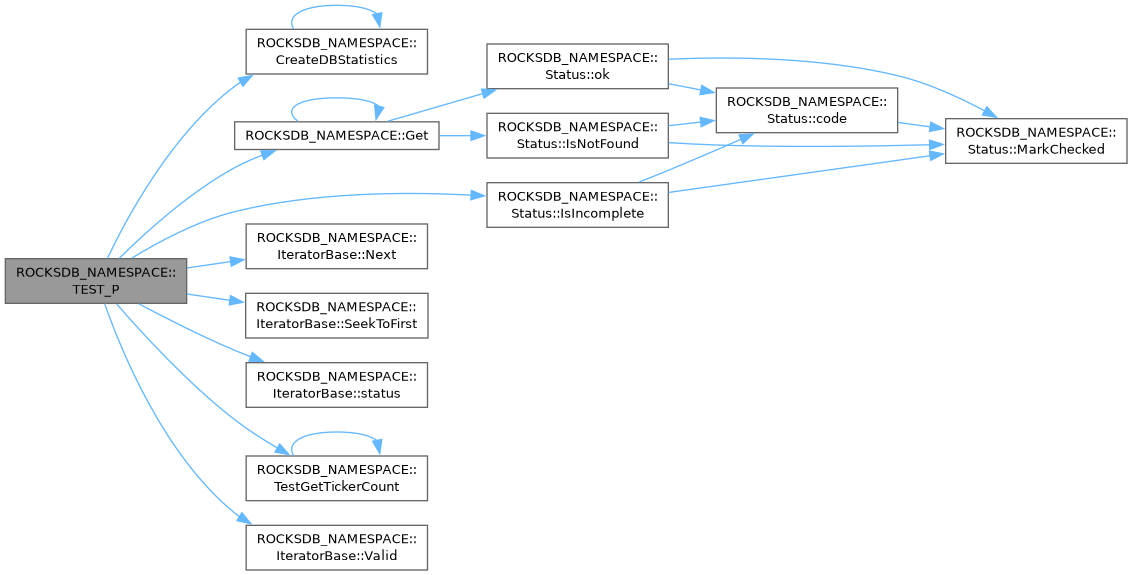 ROCKSDB_NAMESPACE::
TEST_P
ROCKSDB_NAMESPACE::
CreateDBStatistics
ROCKSDB_NAMESPACE::Get
ROCKSDB_NAMESPACE::
Status::ok
ROCKSDB_NAMESPACE::
Status::IsNotFound
ROCKSDB_NAMESPACE::
Status::IsIncomplete
ROCKSDB_NAMESPACE::
Status::code
ROCKSDB_NAMESPACE::
Status::MarkChecked
ROCKSDB_NAMESPACE::
IteratorBase::Next
ROCKSDB_NAMESPACE::
IteratorBase::SeekToFirst
ROCKSDB_NAMESPACE::
IteratorBase::status
ROCKSDB_NAMESPACE::
TestGetTickerCount
ROCKSDB_NAMESPACE::
IteratorBase::Valid